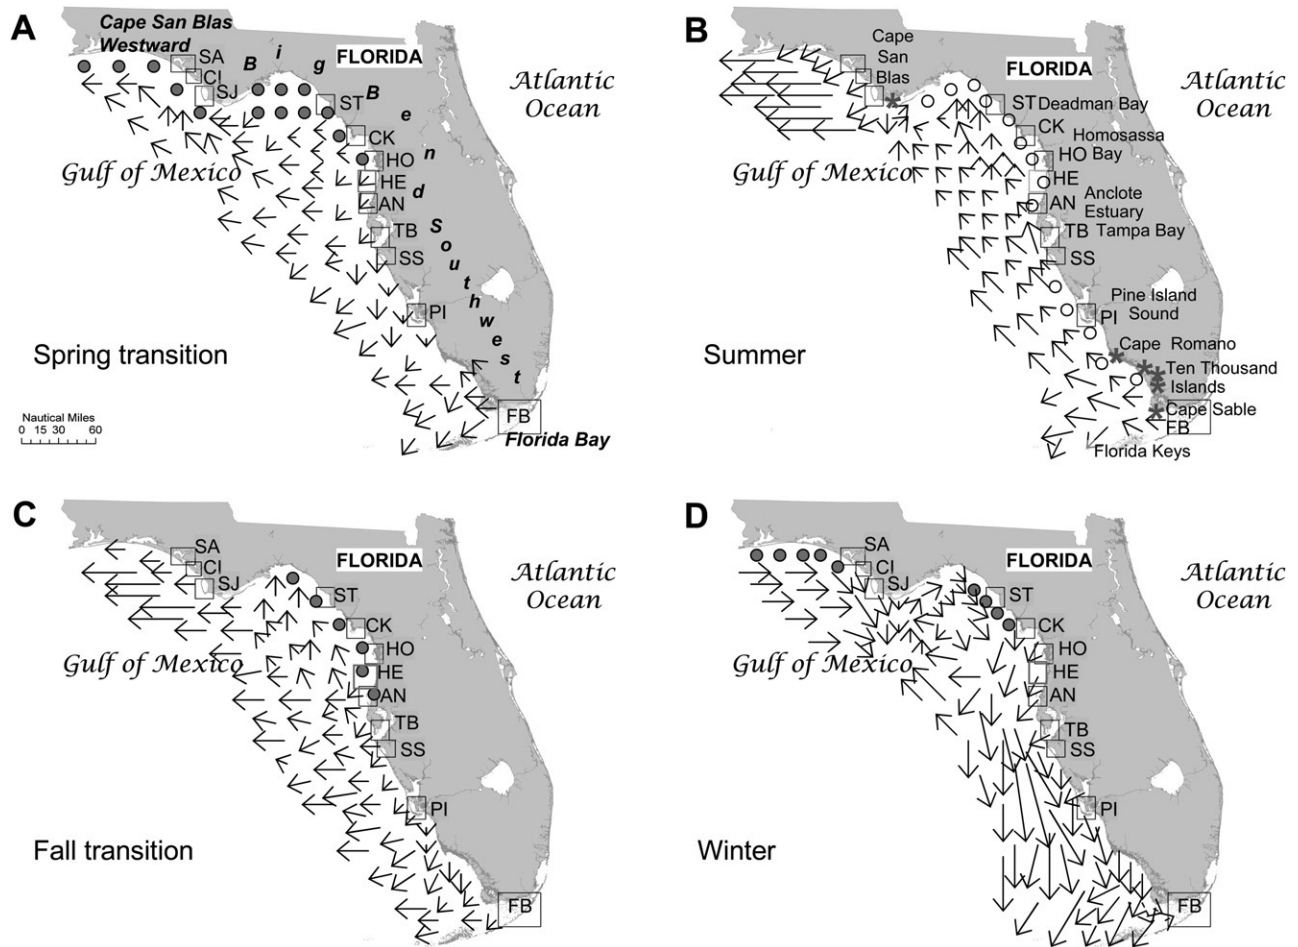 A
Cape San Blas
Westward
SA
CI
SJ
Big Bend
FLORIDA
Atlantic
Ocean
ST
CK
Gulf of Mexico
HO
HE
AN
TB
SS
Southwest
PI
Spring transition
Nautical Miles
0 15 30 60
FB
Florida Bay
B
Cape
San
Blas
FLORIDA
Atlantic
Ocean
ST Deadman Bay
CK
Homosassa
HO Bay
Gulf of Mexico
HE
AN Anclote
Estuary
TB Tampa Bay
SS
Pine Island
Sound
PI
Summer
Cape Romano
Ten Thousand
Islands
Cape Sable
FB
Florida Keys
C
SA
CI
SJ
FLORIDA
Atlantic
Ocean
ST
CK
Gulf of Mexico
HO
HE
AN
TB
SS
PI
Fall transition
FB
D
SA
CI
SJ
FLORIDA
Atlantic
Ocean
ST
CK
Gulf of Mexico
HO
HE
AN
TB
SS
PI
Winter
FB